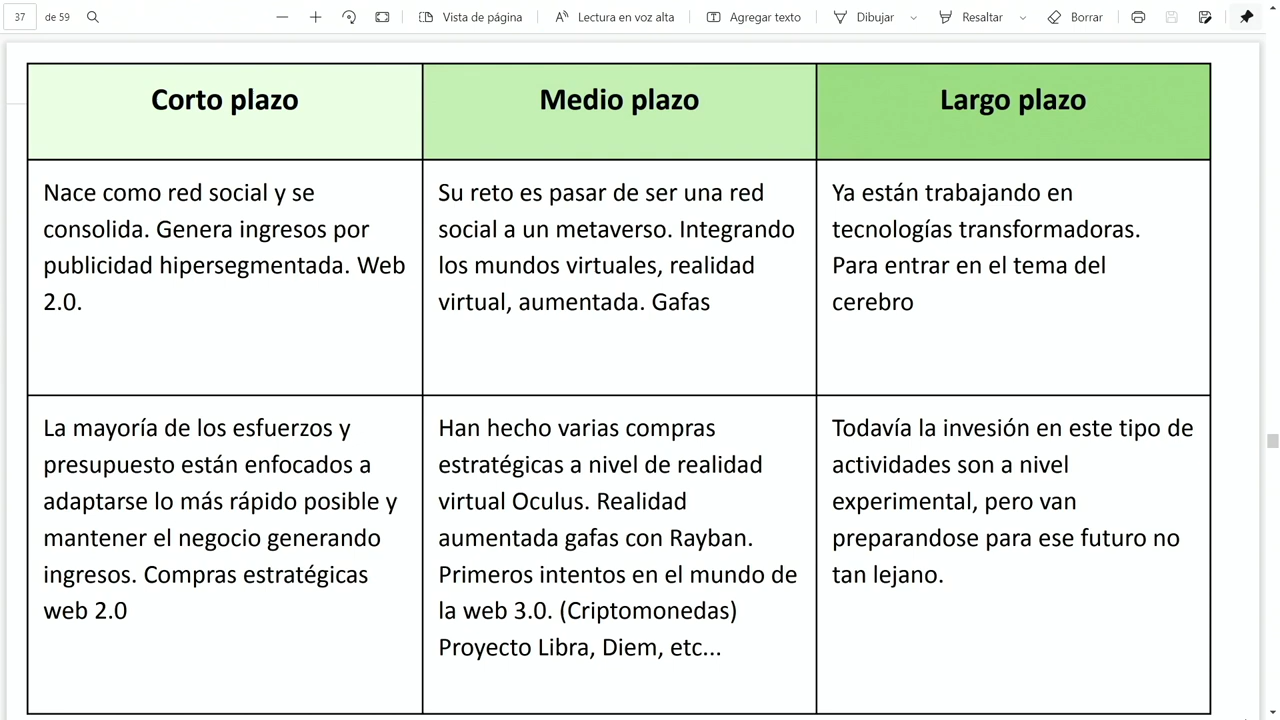 37 de 59
Vista de página
Lectura en voz alta
Agregar texto
Dibujar
Resaltar
Borrar
Corto plazo
Medio plazo
Largo plazo
Nace como red social y se
consolida. Genera ingresos por
publicidad hipersegmentada. Web
2.0.
Su reto es pasar de ser una red
social a un metaverso. Integrando
los mundos virtuales, realidad
virtual, aumentada. Gafas
Ya están trabajando en
tecnologías transformadoras.
Para entrar en el tema del
cerebro
La mayoría de los esfuerzos y
presupuesto están enfocados a
adaptarse lo más rápido posible y
mantener el negocio generando
ingresos. Compras estratégicas
web 2.0
Han hecho varias compras
estratégicas a nivel de realidad
virtual Oculus. Realidad
aumentada gafas con Rayban.
Primeros intentos en el mundo de
la web 3.0. (Criptomonedas)
Proyecto Libra, Diem, etc...
Todavía la invesión en este tipo de
actividades son a nivel
experimental, pero van
preparandose para ese futuro no
tan lejano.